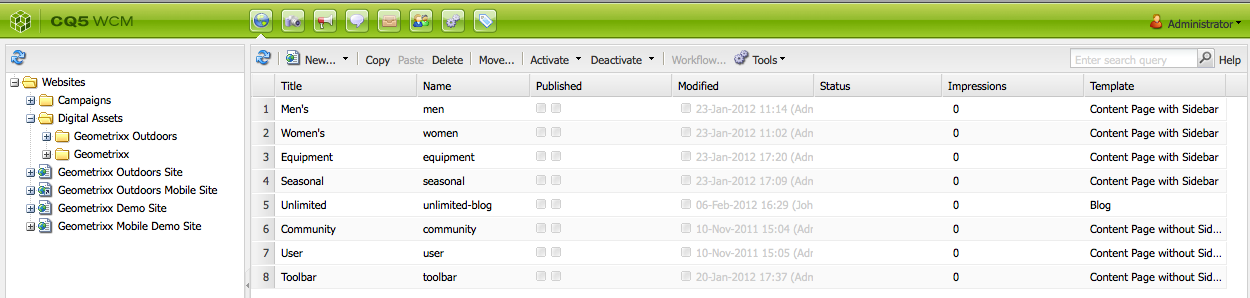 CQ5 WCM
Administrator
New... Copy Paste Delete Move... Activate Deactivate Workflow... Tools Enter search query Help
Websites
Campaigns
Digital Assets
Geometrixx Outdoors
Geometrixx
Geometrixx Outdoors Site
Geometrixx Outdoors Mobile Site
Geometrixx Demo Site
Geometrixx Mobile Demo Site
Title Name Published Modified Status Impressions Template
1 Men's men 23-Jan-2012 11:14 (Adm 0 Content Page with Sidebar
2 Women's women 23-Jan-2012 11:02 (Adm 0 Content Page with Sidebar
3 Equipment equipment 23-Jan-2012 17:20 (Adm 0 Content Page with Sidebar
4 Seasonal seasonal 23-Jan-2012 17:09 (Adm 0 Content Page with Sidebar
5 Unlimited unlimited-blog 06-Feb-2012 16:29 (Joh 0 Blog
6 Community community 10-Nov-2011 15:04 (Adm 0 Content Page without Sid...
7 User user 10-Nov-2011 15:05 (Adm 0 Content Page without Sid...
8 Toolbar toolbar 20-Jan-2012 17:37 (Adm 0 Content Page without Sid...